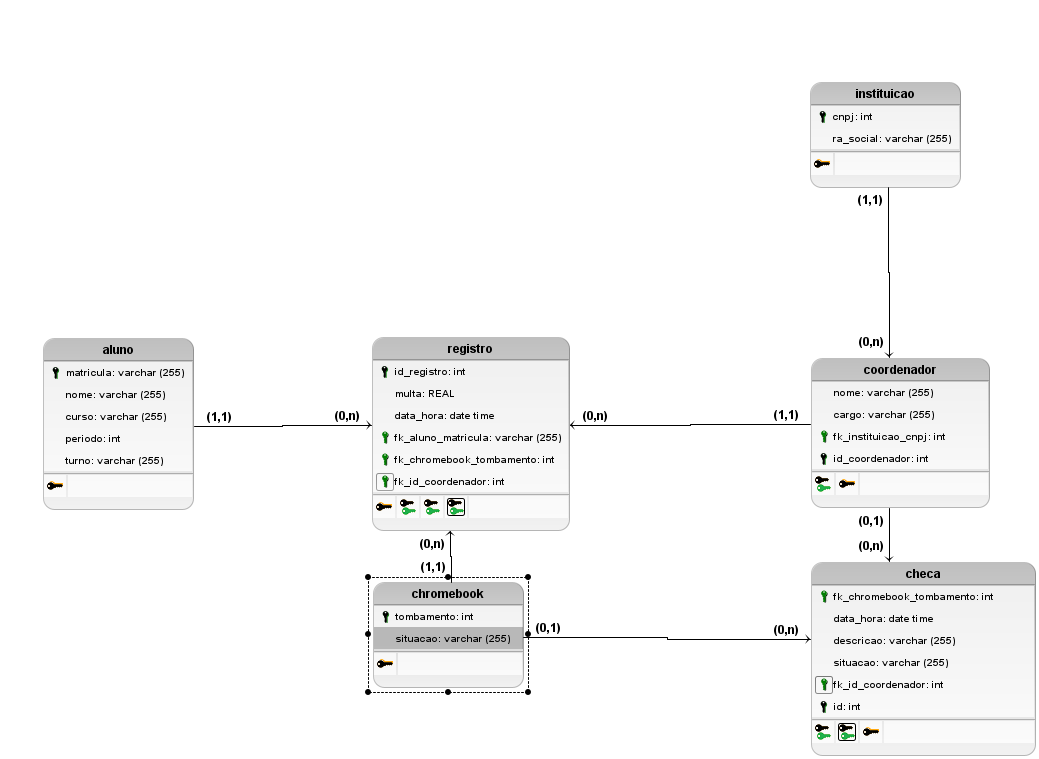 instituicao
cnpj: int
ra_social: varchar (255)
(1,1)
(0,n)
aluno
matricula: varchar (255)
nome: varchar (255)
curso: varchar (255)
periodo: int
turno: varchar (255)
(1,1)
(0,n)
registro
id_registro: int
multa: REAL
data_hora: date time
fk_aluno_matricula: varchar (255)
fk_chromebook_tombamento: int
fk_id_coordenador: int
(0,n)
(1,1)
coordenador
nome: varchar (255)
cargo: varchar (255)
fk_instituicao_cnpj: int
id_coordenador: int
(0,1)
(0,n)
(0,n)
(1,1)
chromebook
tombamento: int
situacao: varchar (255)
(0,1)
(0,n)
checa
fk_chromebook_tombamento: int
data_hora: date time
descricao: varchar (255)
situacao: varchar (255)
fk_id_coordenador: int
id: int